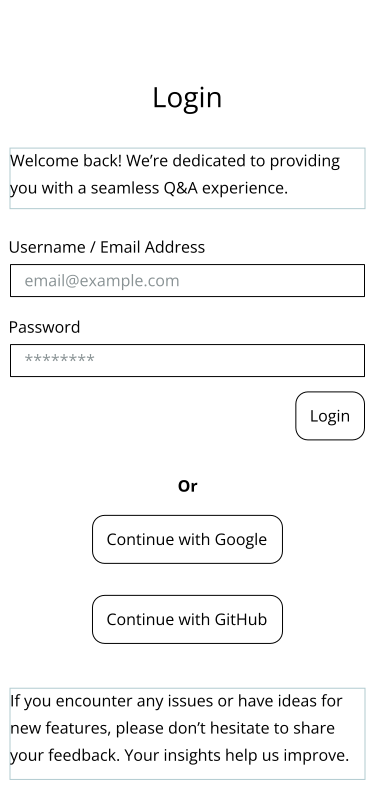 Login
Welcome back! We’re dedicated to providing
you with a seamless Q&A experience.
Username / Email Address
email@example.com
Password
********
Login
Or
Continue with Google
Continue with GitHub
If you encounter any issues or have ideas for
new features, please don’t hesitate to share
your feedback. Your insights help us improve.